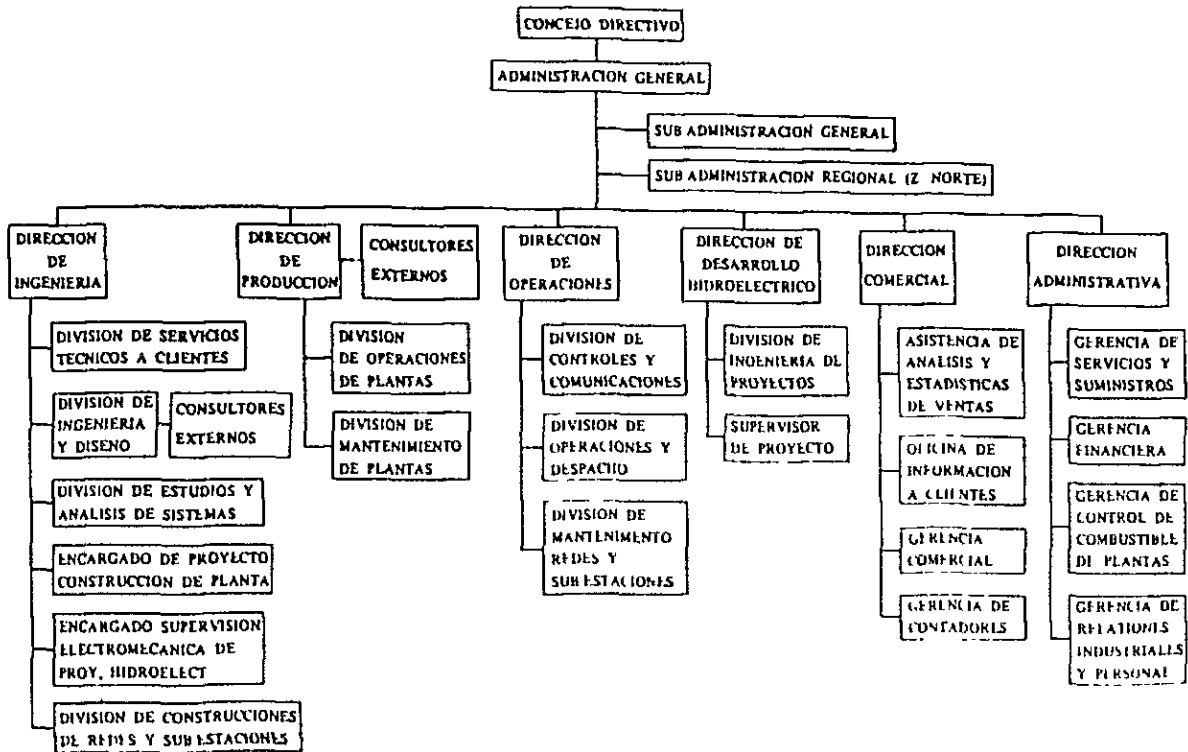 CONCEJO DIRECTIVO
ADMINISTRACION GENERAL
SUB ADMINISTRACION GENERAL
SUB ADMINISTRACION REGIONAL (Z NORTE)
DIRECCION
DE
INGENIERIA
DIVISION DE SERVICIOS
TECNICOS A CLIENTES
DIVISION DE
INGENIERIA
Y DISENO
CONSULTORES
EXTERNOS
DIVISION DE ESTUDIOS Y
ANALISIS DE SISTEMAS
ENCARGADO DE PROYECTO
CONSTRUCCION DE PLANTA
ENCARGADO SUPERVISION
ELECTROMECANICA DE
PROY, HIDROELECT
DIVISION DE CONSTRUCCIONES
DE REDES Y SUBESTACIONES
DIRECCION
DE
PRODUCCION
CONSULTORES
EXTERNOS
DIVISION
DE OPERACIONES
DE PLANTAS
DIVISION DE
MANTENIMIENTO
DE PLANTAS
DIRECCION
DE
OPERACIONES
DIVISION DE
CONTROLES Y
COMUNICACIONES
DIVISION DE
OPERACIONES Y
DESPACHO
DIVISION DE
MANTENIMIENTO
REDES Y
SUBESTACIONES
DIRECCION DE
DESARROLLO
HIDROELECTRICO
DIVISION DE
INGENIERIA DE
PROYECTOS
SUPERVISOR
DE PROYECTO
DIRECCION
COMERCIAL
ASISTENCIA DE
ANALISIS Y
ESTADISTICAS
DE VENTAS
OFICINA DE
INFORMACION
A CLIENTES
GERENCIA
COMERCIAL
GERENCIA DE
CONTADORES
DIRECCION
ADMINISTRATIVA
GERENCIA DE
SERVICIOS Y
SUMINISTROS
GERENCIA
FINANCIERA
GERENCIA DE
CONTROL DE
COMBUSTIBLE
DE PLANTAS
GERENCIA DE
RELATIONES
INDUSTRIALES
Y PERSONAL